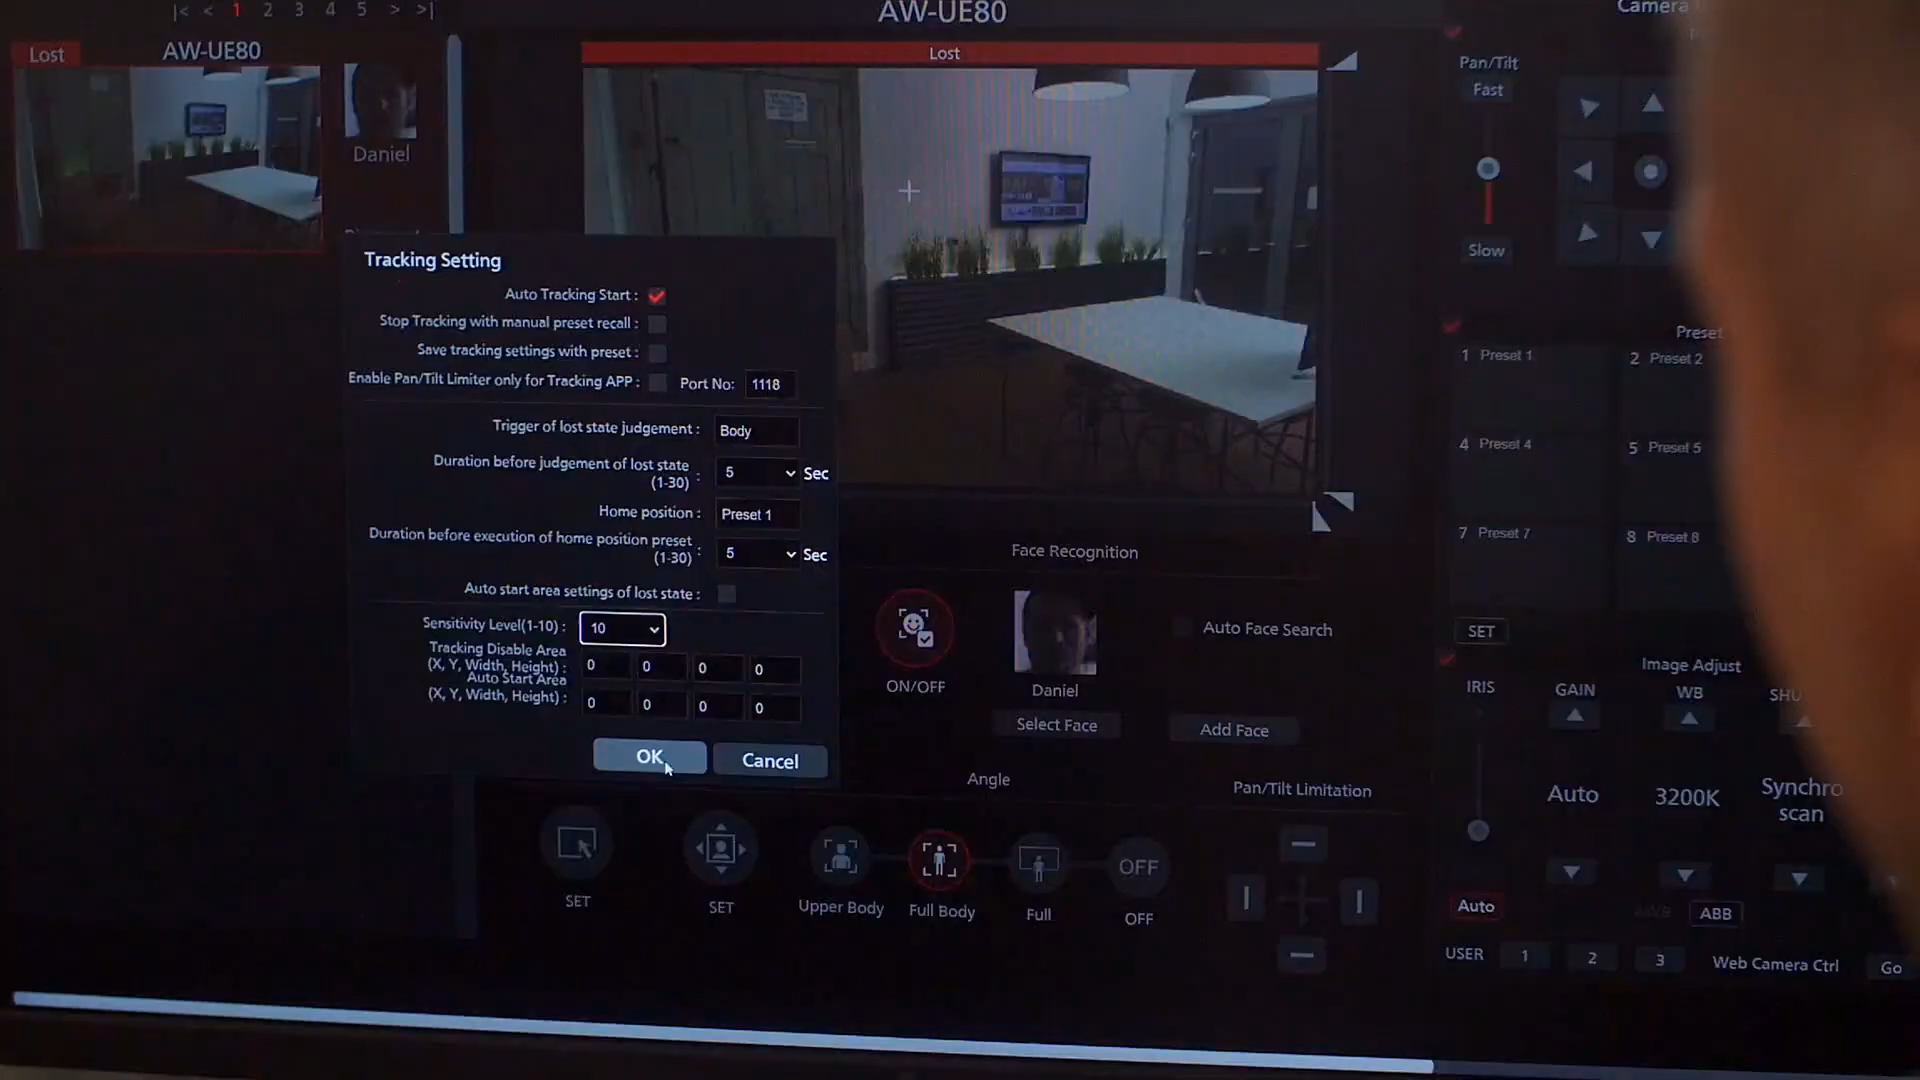 |< < 1 2 3 4 5 > >|
Lost
AW-UE80
Daniel
AW-UE80
Lost
Camera
Pan/Tilt
Fast
Slow
Tracking Setting
Auto Tracking Start :
Stop Tracking with manual preset recall :
Save tracking settings with preset :
Enable Pan/Tilt Limiter only for Tracking APP : Port No: 1118
Trigger of lost state judgement : Body
Duration before judgement of lost state
(1-30) : 5 Sec
Home position : Preset 1
Duration before execution of home position preset
(1-30) : 5 Sec
Auto start area settings of lost state :
Sensitivity Level(1-10) : 10
Tracking Disable Area
(X, Y, Width, Height) : 0 0 0 0
Auto Start Area
(X, Y, Width, Height) : 0 0 0 0
OK Cancel
Face Recognition
ON/OFF
Daniel
Select Face
Auto Face Search
Add Face
Angle
SET
SET
Upper Body
Full Body
Full
OFF
OFF
Pan/Tilt Limitation
Preset
1 Preset 1
2 Preset 2
4 Preset 4
5 Preset 5
7 Preset 7
8 Preset 8
SET
Image Adjust
IRIS
GAIN
WB
SHU
Auto
3200K
Synchro
scan
Auto
AWB
ABB
USER 1 2 3
Web Camera Ctrl
Go